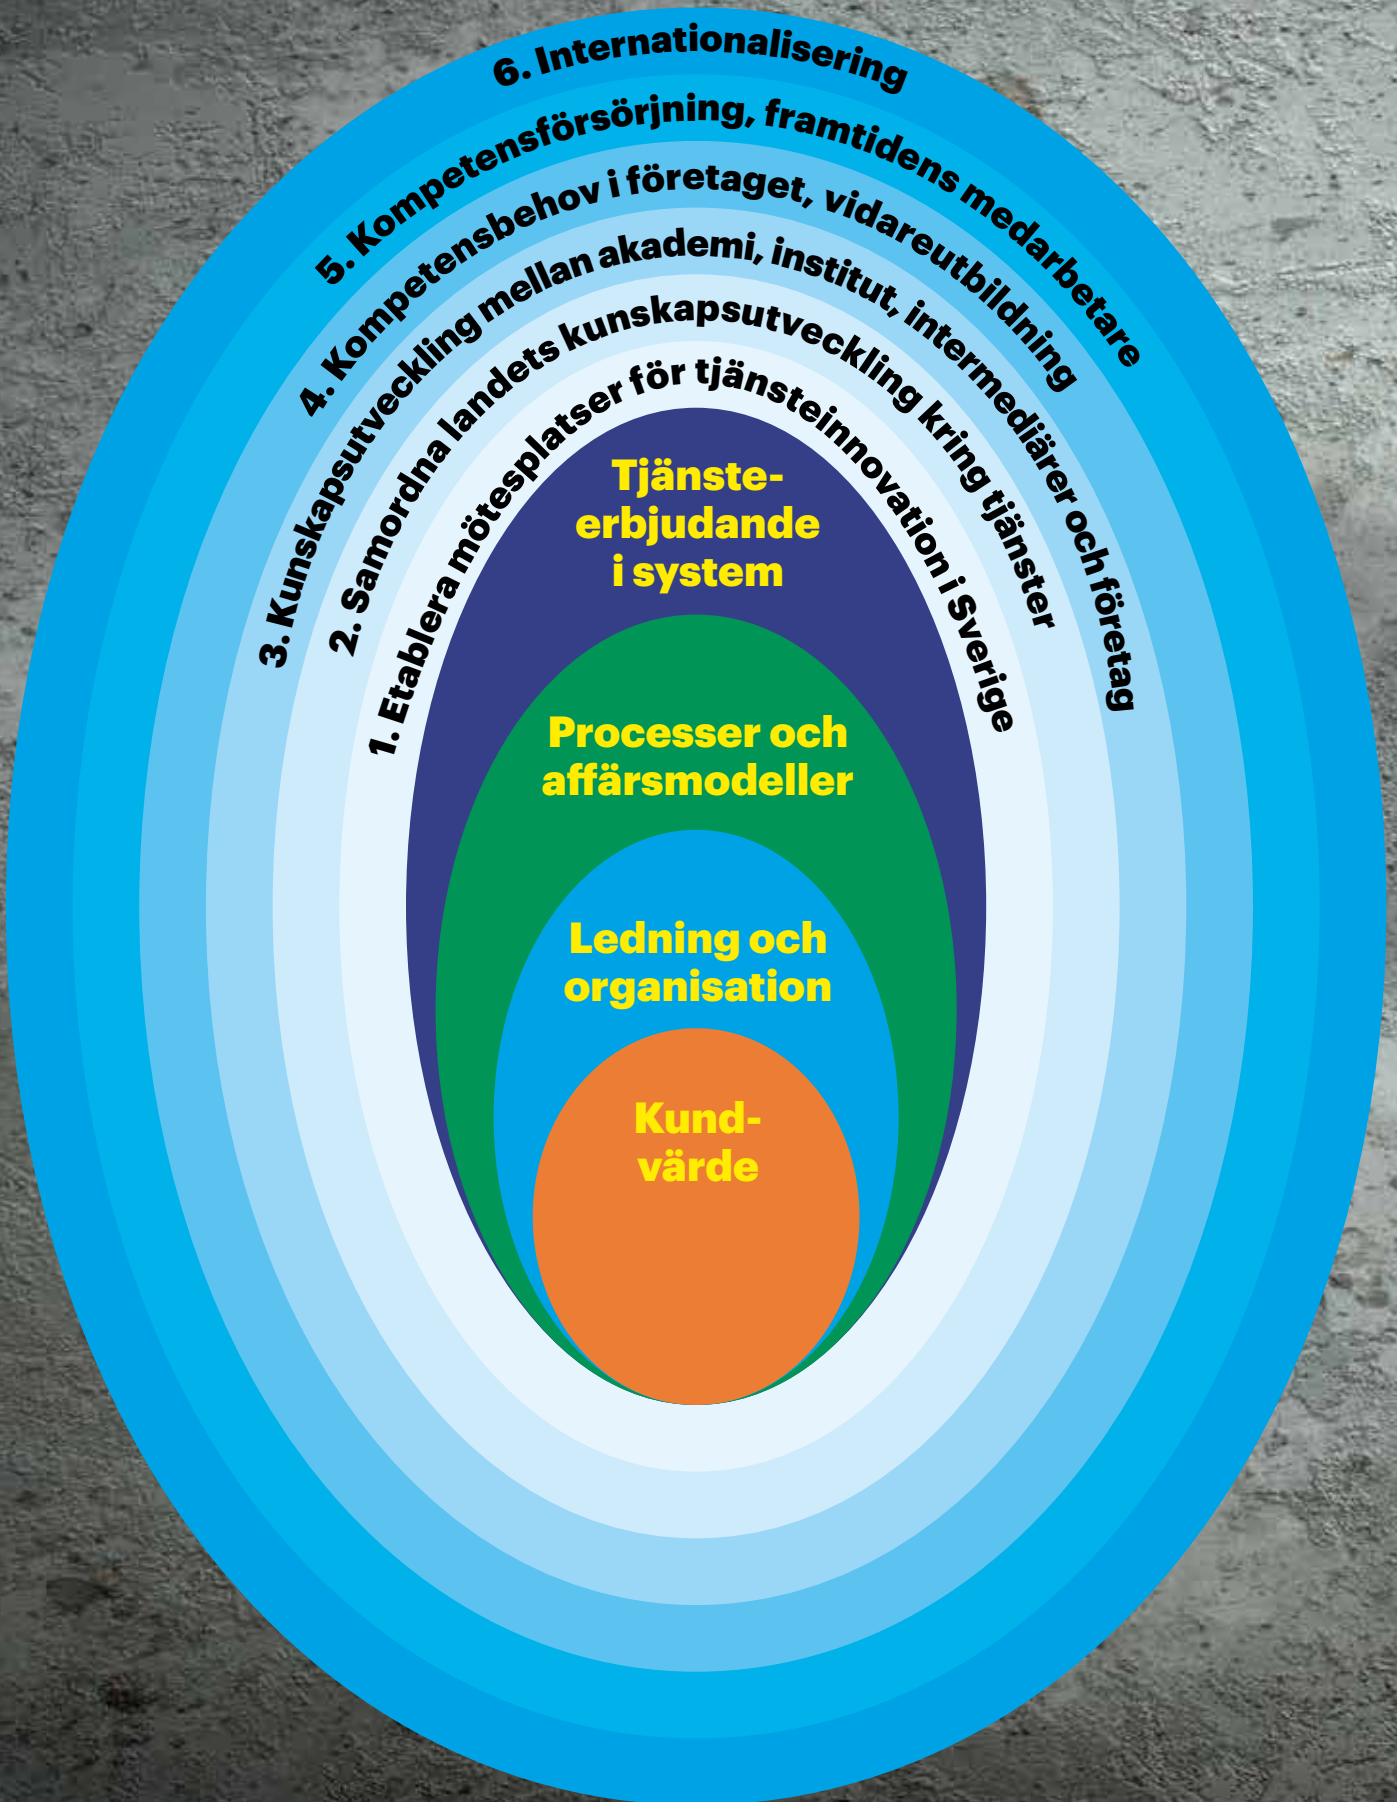 6. Internationalisering
5. Kompetensförsörjning, framtidens medarbetare
4. Kompetensbehov i företaget, vidareutbildning
3. Kunskapsutveckling mellan akademi, institut, intermediärer och företag
2. Samordna landets kunskapsutveckling kring tjänster
1. Etablera mötesplatser för tjänsteinnovation i Sverige
Tjänste-
erbjudande
i system
Processer och
affärsmodeller
Ledning och
organisation
Kund-
värde